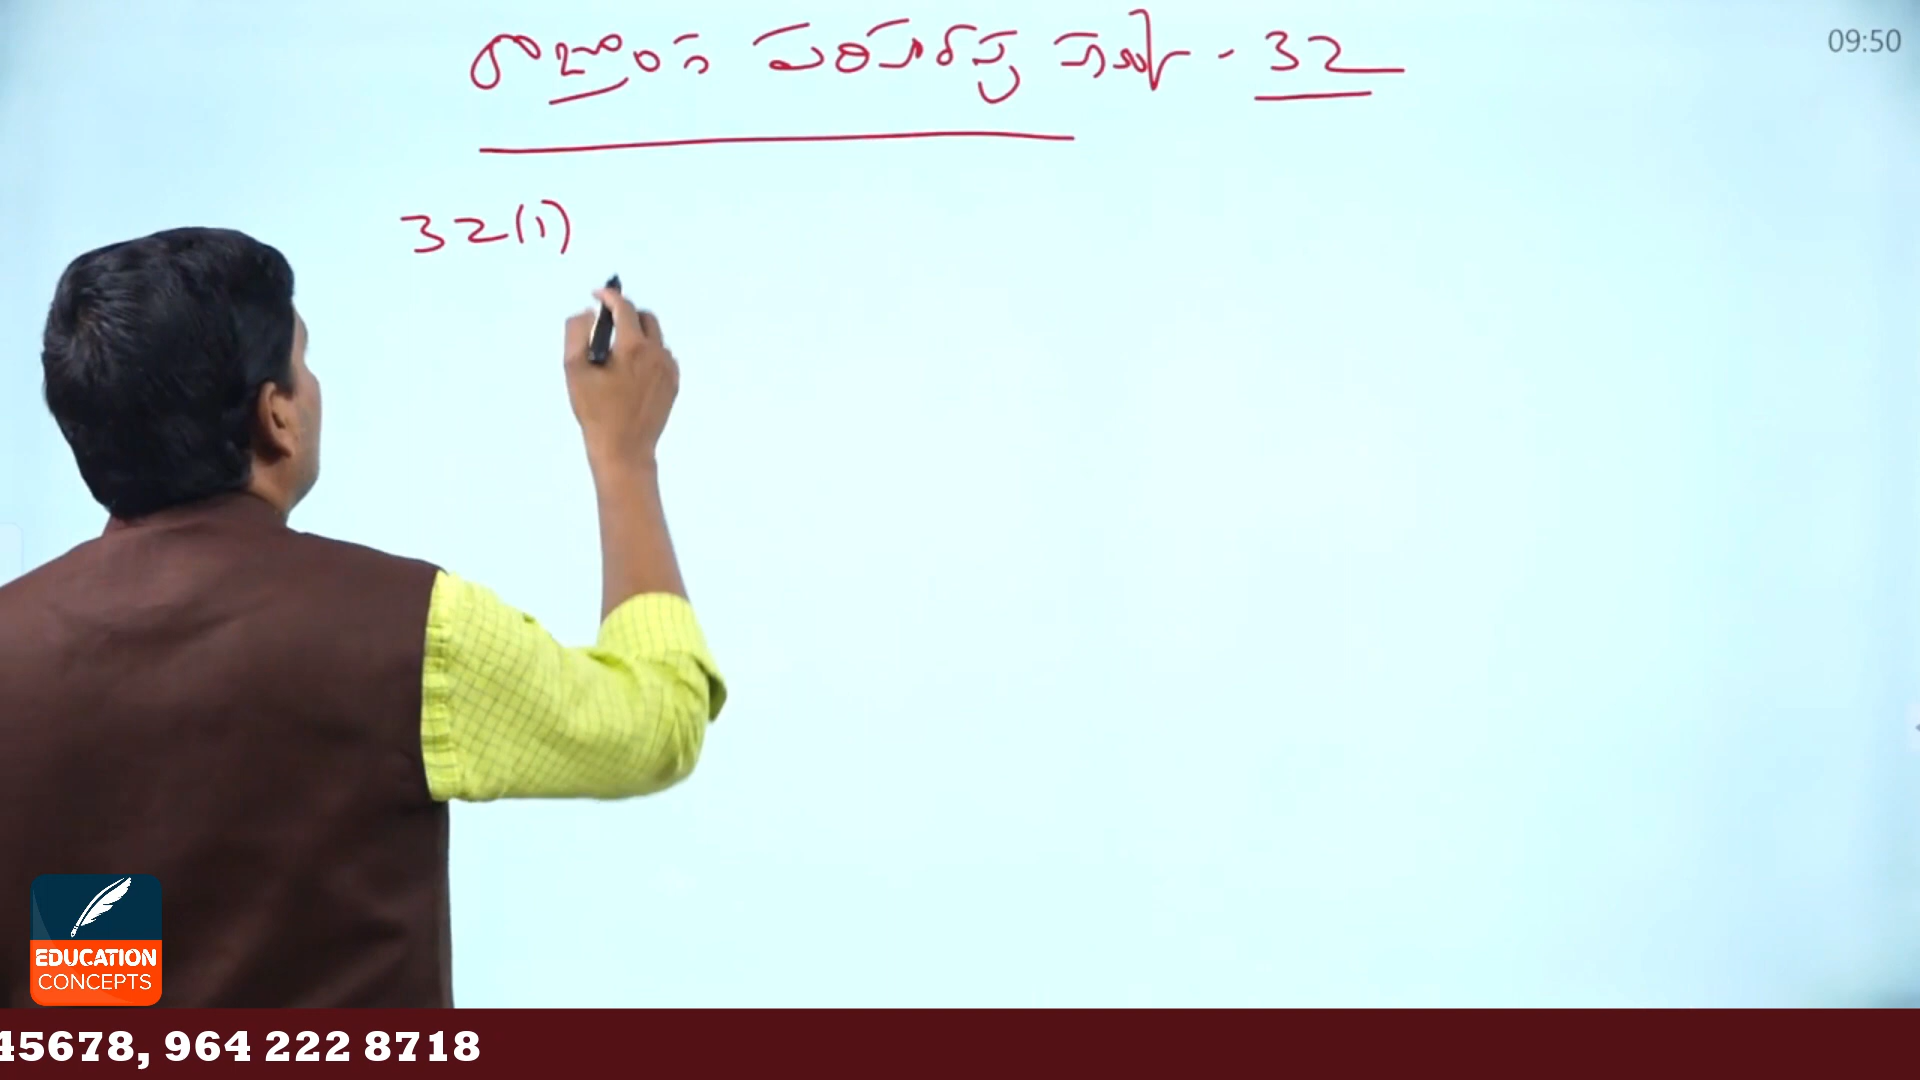 రాజ్యాంగ పరిహారపు హక్కు - 32
09:50
32(1)
EDUCATION
CONCEPTS
45678, 964 222 8718